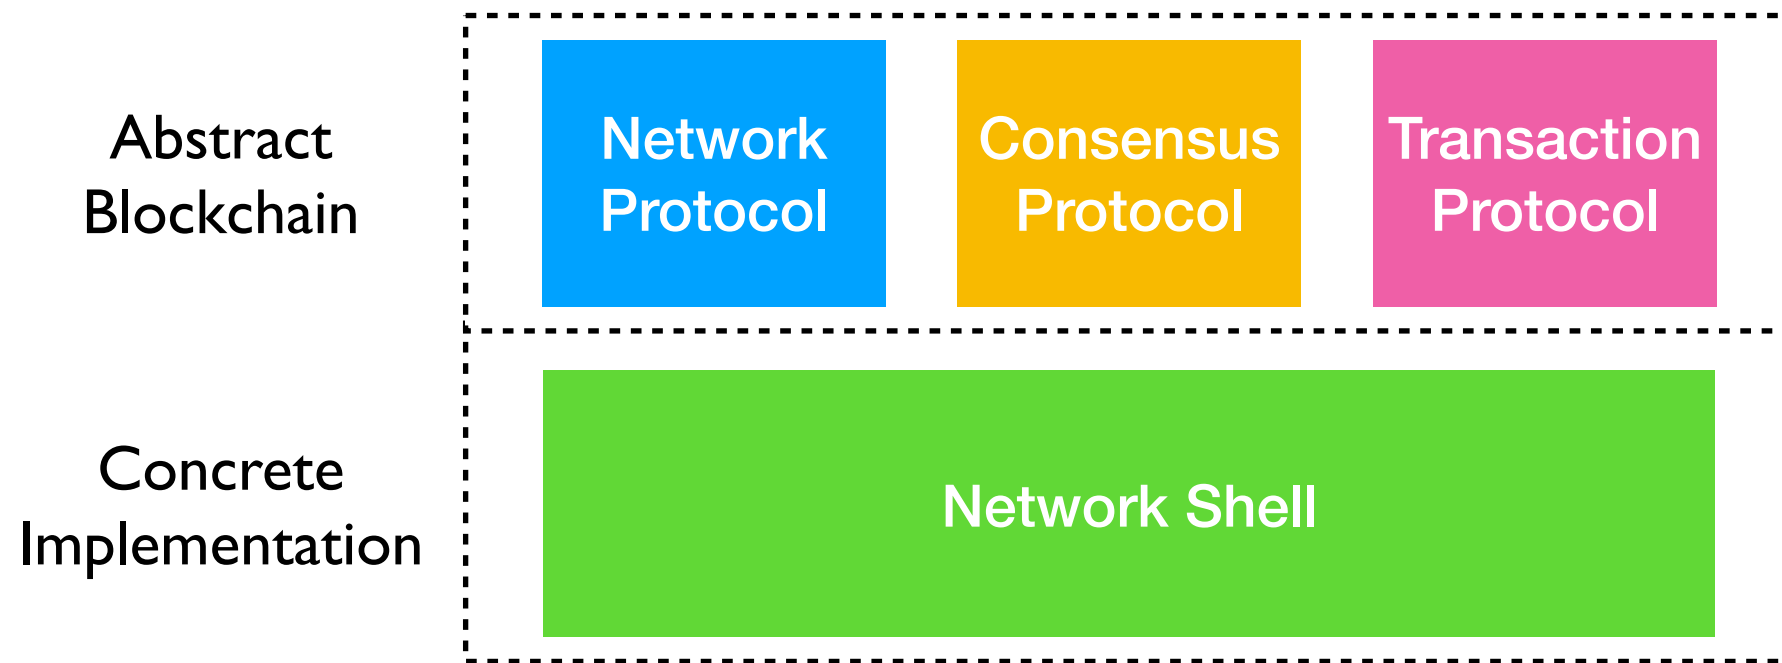 Abstract
Blockchain
Network
Protocol
Consensus
Protocol
Transaction
Protocol
Concrete
Implementation
Network Shell